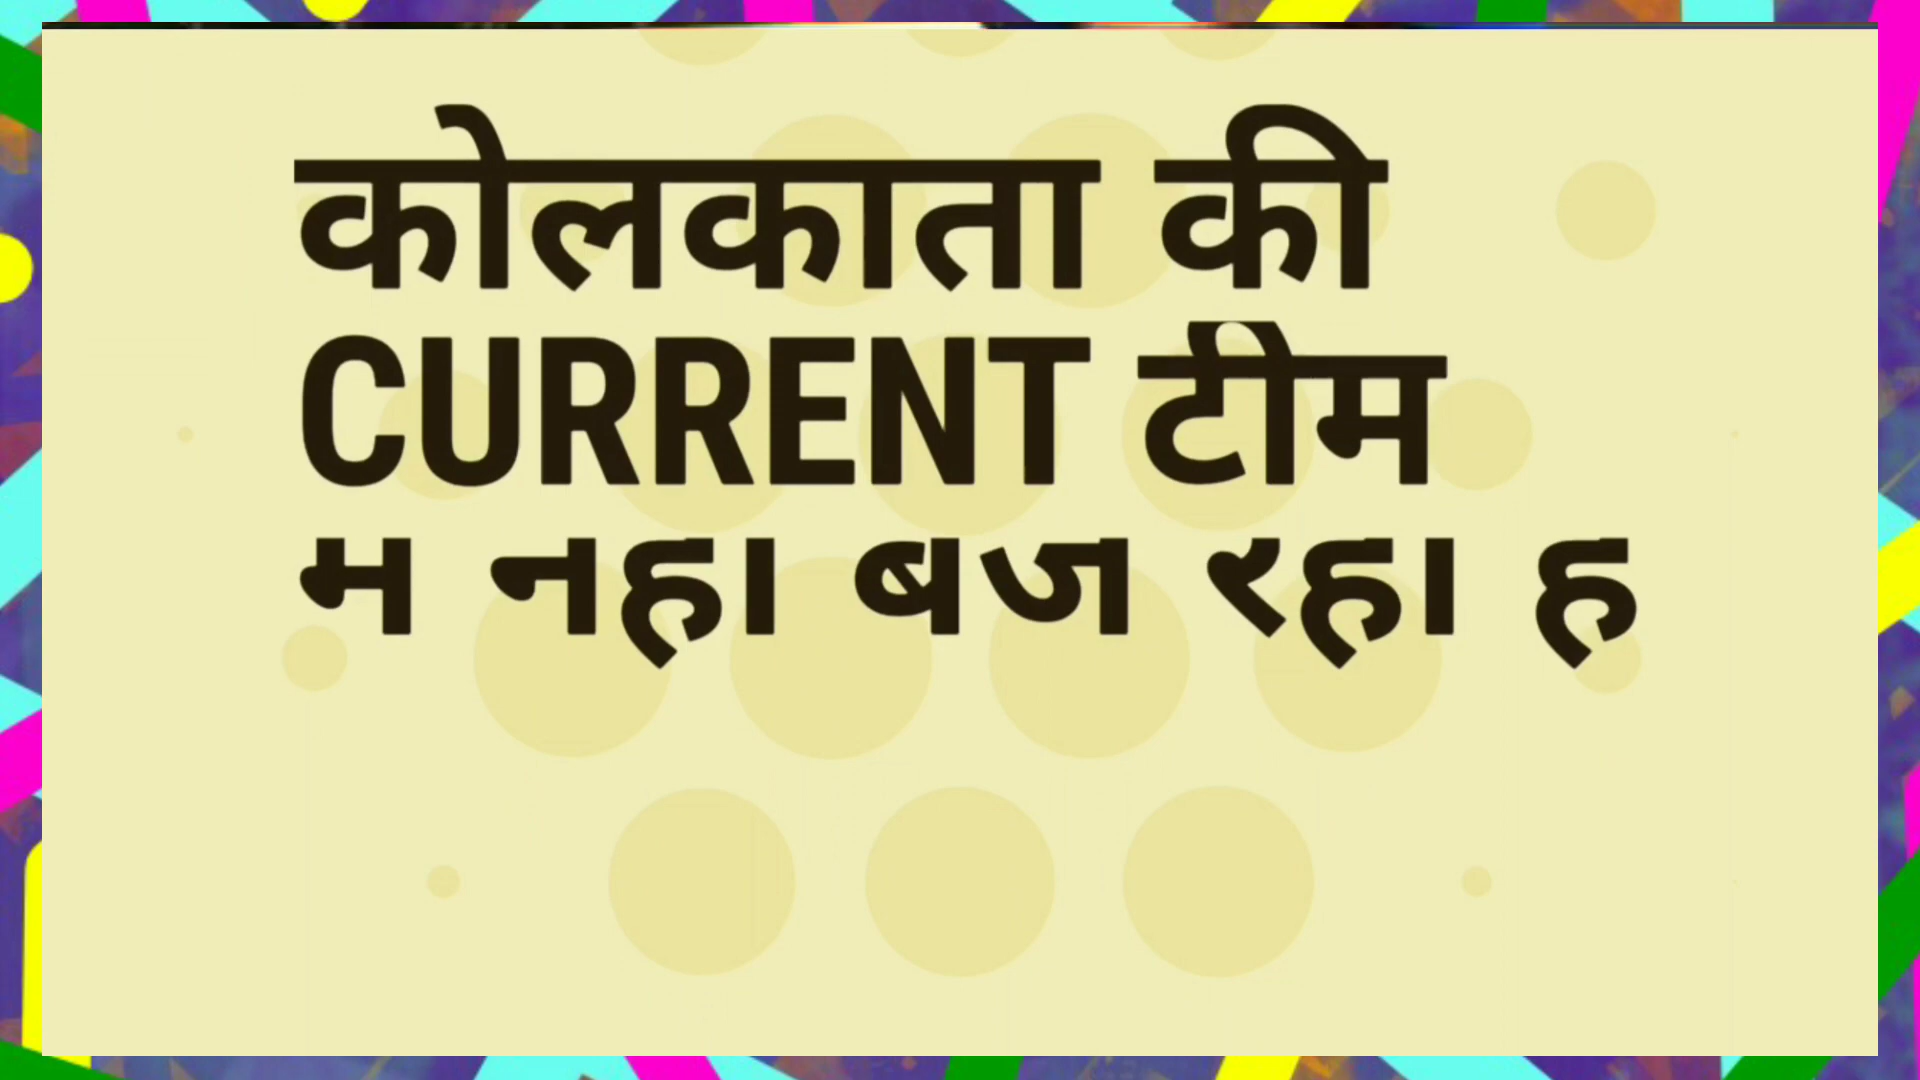 कोलकाता की
CURRENT टीम
में नहीं बज रहा है